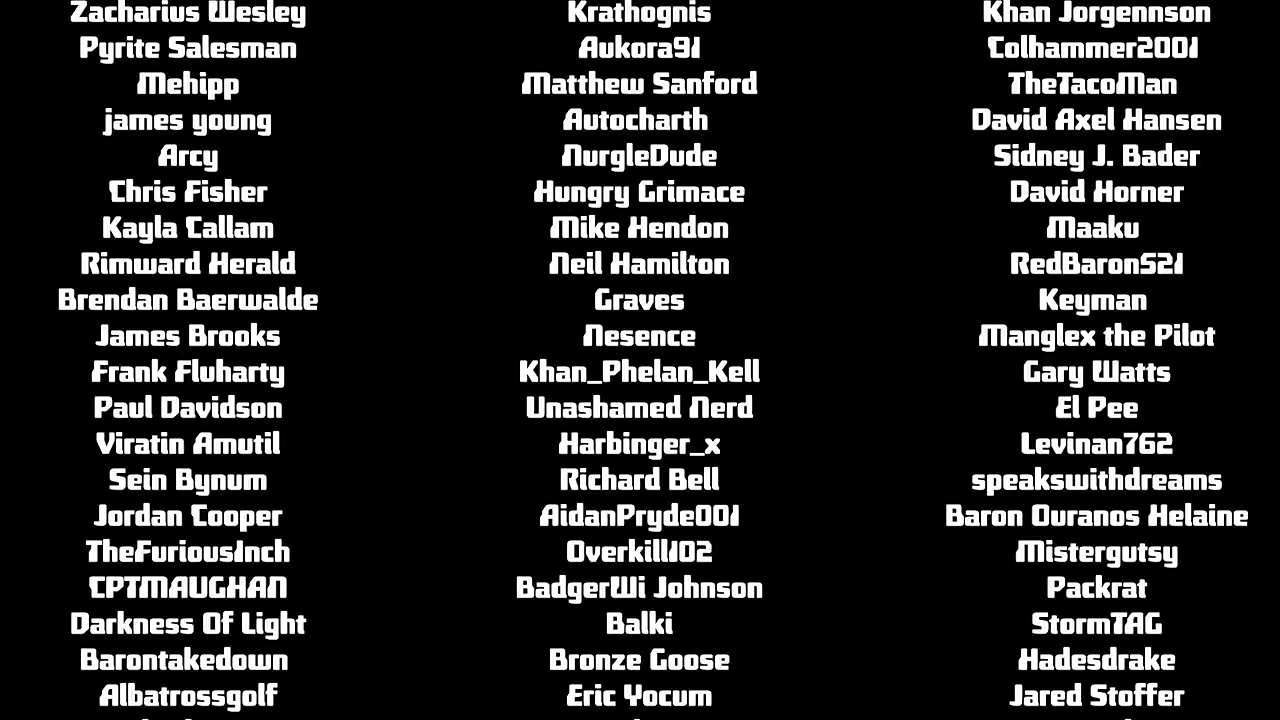 Zacharius Wesley
Pyrite Salesman
Mehipp
james young
Arcy
Chris Fisher
Kayla Callam
Rimward Herald
Brendan Baerwalde
James Brooks
Frank Fluharty
Paul Davidson
Viratin Amutil
Sein Bynum
Jordan Cooper
TheFuriousInch
CPTMAUGHAN
Darkness Of Light
Barontakedown
Albatrossgolf
Krathognis
Aukora91
Matthew Sanford
Autocharth
NurgleDude
Hungry Grimace
Mike Hendon
Neil Hamilton
Graves
Nesence
Khan_Phelan_Kell
Unashamed Nerd
Harbinger_x
Richard Bell
AidanPryde001
Overkill102
BadgerWi Johnson
Balki
Bronze Goose
Eric Yocum
Khan Jorgennson
Colhammer2001
TheTacoMan
David Axel Hansen
Sidney J. Bader
David Horner
Maaku
RedBaron521
Keyman
Manglex the Pilot
Gary Watts
El Pee
Levinan762
speakswithdreams
Baron Ouranos Helaine
Mistergutsy
Packrat
StormTAG
Hadesdrake
Jared Stoffer